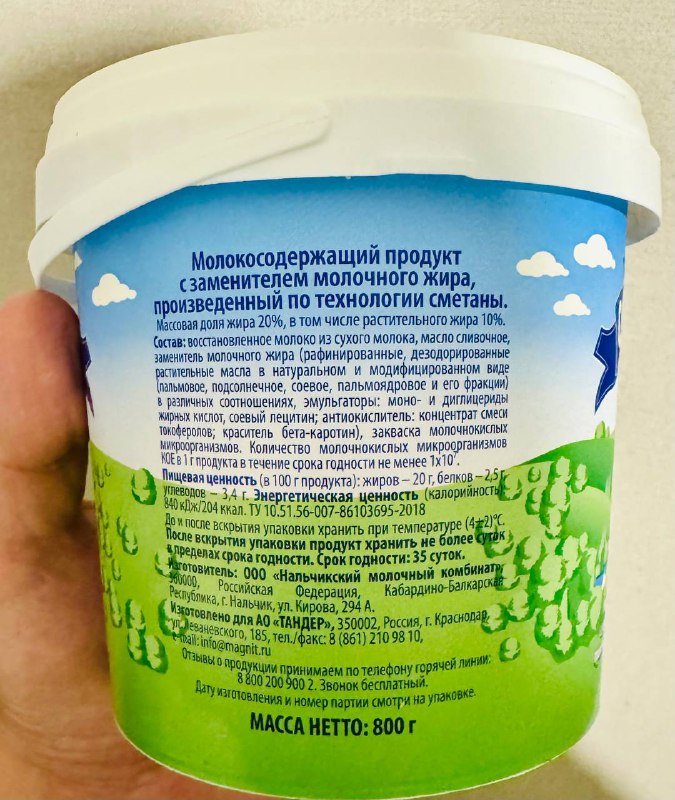 Молокосодержащий продукт
с заменителем молочного жира,
произведенный по технологии сметаны.
Массовая доля жира 20%, в том числе растительного жира 10%.
Состав: восстановленное молоко из сухого молока, масло сливочное,
заменитель молочного жира (рафинированные, дезодорированные
растительные масла в натуральном и модифицированном виде
(пальмовое, подсолнечное, соевое, пальмоядровое и его фракции)
в различных соотношениях, эмульгаторы: моно- и диглицериды
жирных кислот, соевый лецитин; антиокислитель: концентрат смеси
токоферолов; краситель бета-каротин), закваска молочнокислых
микроорганизмов. Количество молочнокислых микроорганизмов
КОЕ в 1 г продукта в течение срока годности не менее 1x10⁷.
Пищевая ценность (в 100 г продукта): жиров – 20 г, белков – 2,5 г,
углеводов – 3,4 г. Энергетическая ценность (калорийность)
840 кДж/204 ккал. ТУ 10.51.56-007-86103695-2018
До и после вскрытия упаковки хранить при температуре (4±2)°С.
После вскрытия упаковки продукт хранить не более суток
в пределах срока годности. Срок годности: 35 суток.
Изготовитель: ООО «Нальчикский молочный комбинат»,
360000, Российская Федерация, Кабардино-Балкарская
Республика, г. Нальчик, ул. Кирова, 294 А.
Изготовлено для АО «ТАНДЕР», 350002, Россия, г. Краснодар,
ул. Леваневского, 185, тел./факс: 8 (861) 210 98 10,
e-mail: info@magnit.ru
Отзывы о продукции принимаем по телефону горячей линии:
8 800 200 900 2. Звонок бесплатный.
Дату изготовления и номер партии смотри на упаковке.
МАССА НЕТТО: 800 г